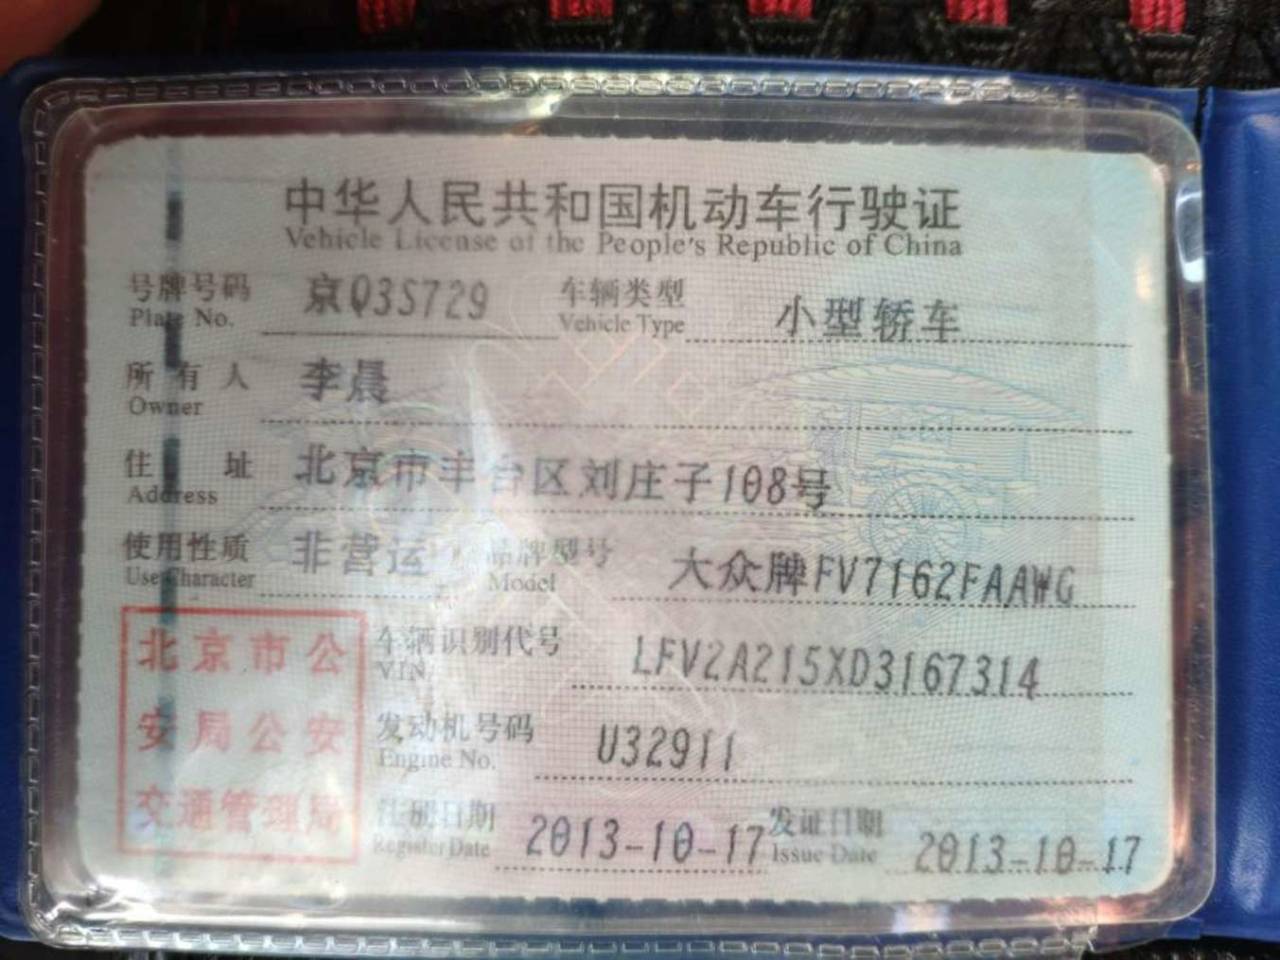 中华人民共和国机动车行驶证
Vehicle License of the People's Republic of China
号牌号码 京Q3S729 车辆类型 小型轿车
Plate No. Vehicle Type
所有人 李晨
Owner
住址 北京市丰台区刘庄子108号
Address
使用性质 非营运 品牌型号 大众牌FV7162FAAWG
Use Character Model
北京市公
安局公安
交通管理局
车辆识别代号 LFV2A215XD3167314
VIN
发动机号码 U32911
Engine No.
注册日期 2013-10-17 发证日期 2013-10-17
Register Date Issue Date